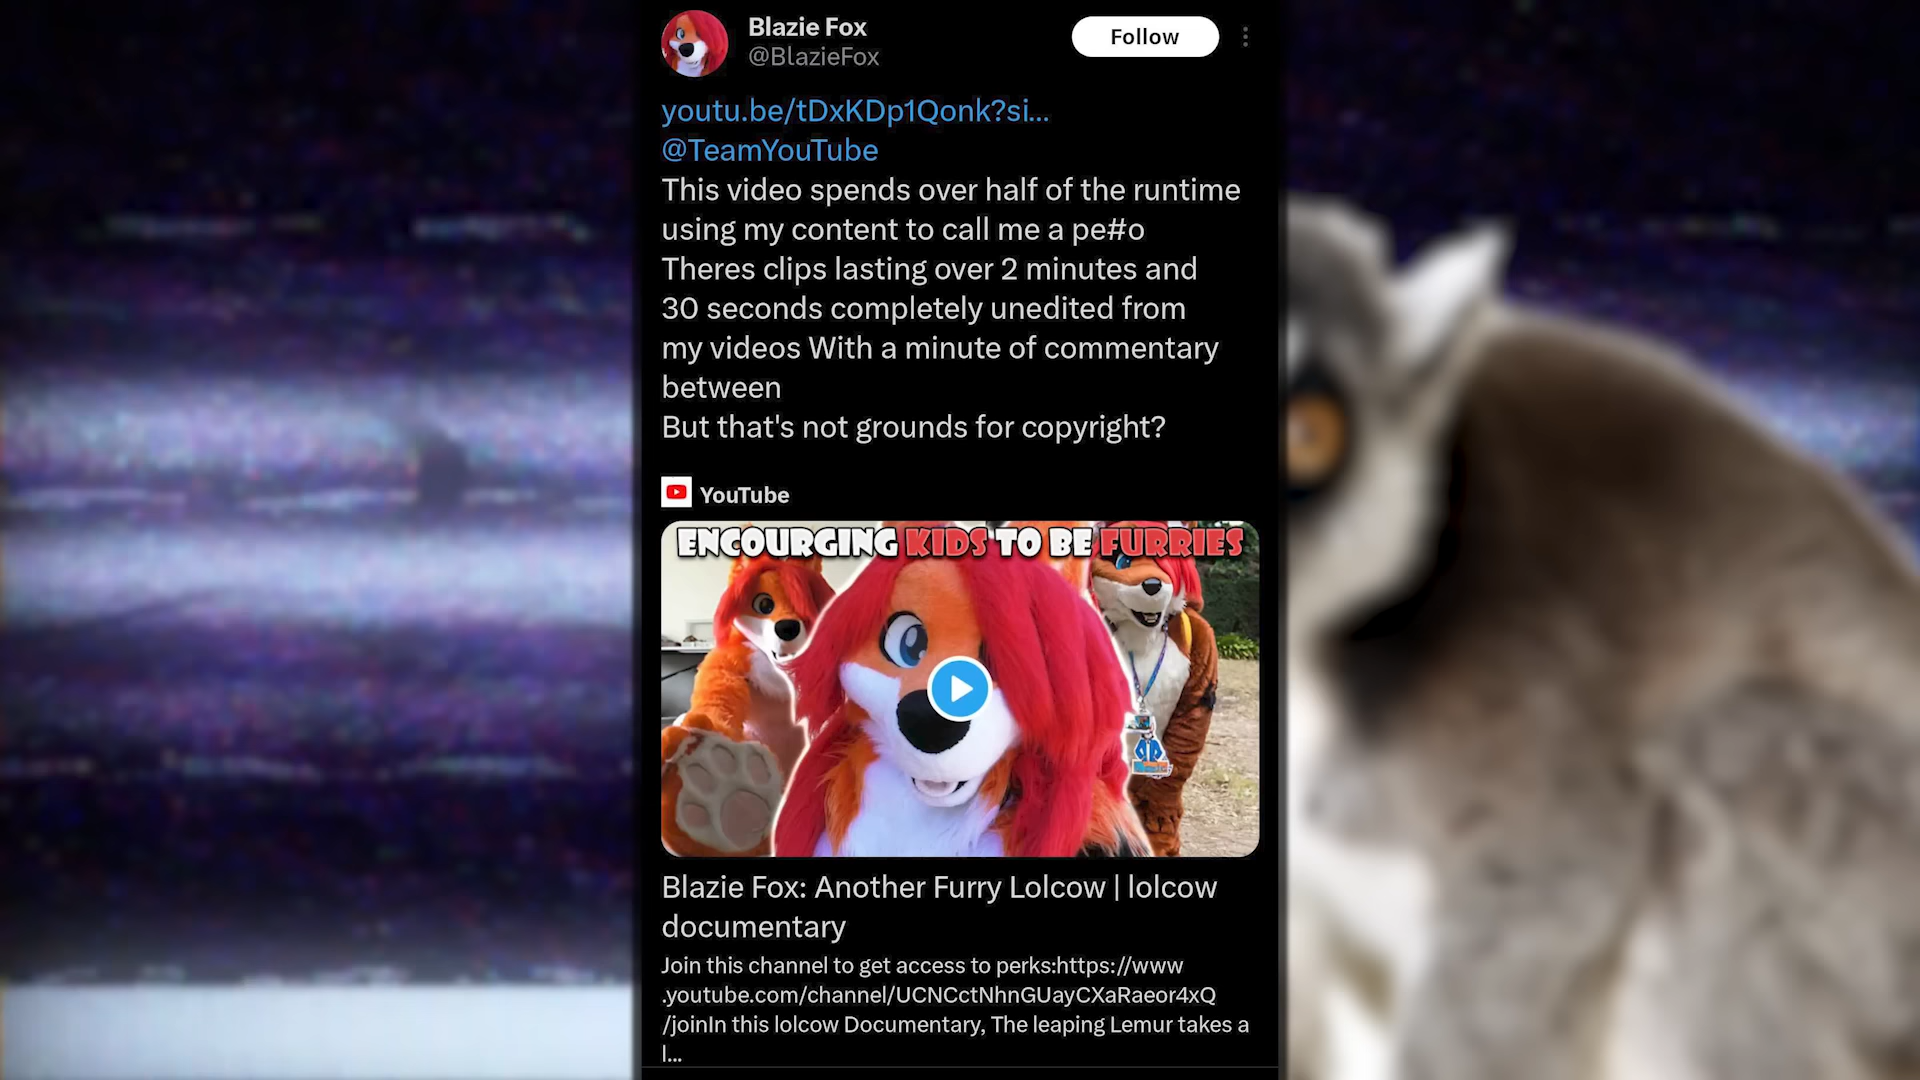 Blazie Fox
@BlazieFox
Follow
youtu.be/tDxKDp1Qonk?si...
@TeamYouTube
This video spends over half of the runtime
using my content to call me a pe#o
Theres clips lasting over 2 minutes and
30 seconds completely unedited from
my videos With a minute of commentary
between
But that's not grounds for copyright?
YouTube
ENCOURGING KIDS TO BE FURRIES
Blazie Fox: Another Furry Lolcow | lolcow
documentary
Join this channel to get access to perks:https://www
.youtube.com/channel/UCNCctNhnGUayCXaRaeor4xQ
/joinIn this lolcow Documentary, The leaping Lemur takes a
l...